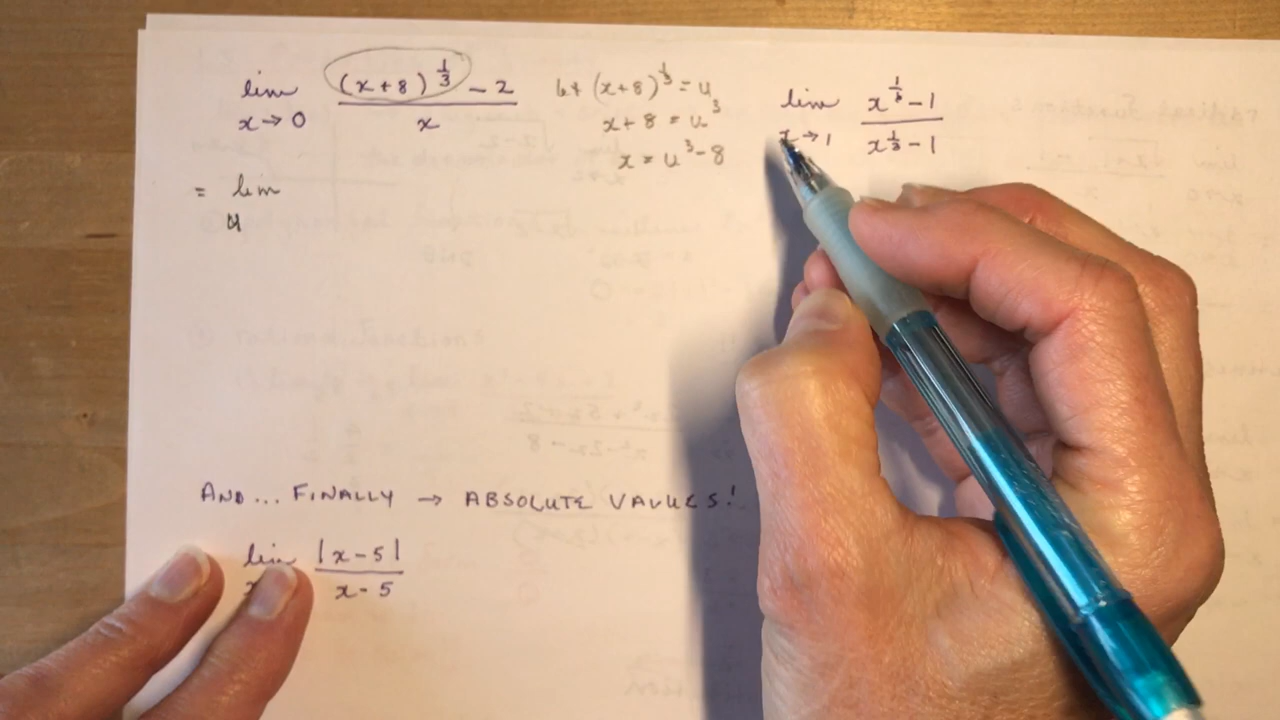 lim (x+8)^{1/3} - 2 / x
x → 0
let (x+8)^{1/3} = u
x + 8 = u^3
x = u^3 - 8
= lim
u
lim x^{1/6} - 1 / x^{1/3} - 1
x → 1
AND... FINALLY → ABSOLUTE VALUES!
lim |x-5| / x-5